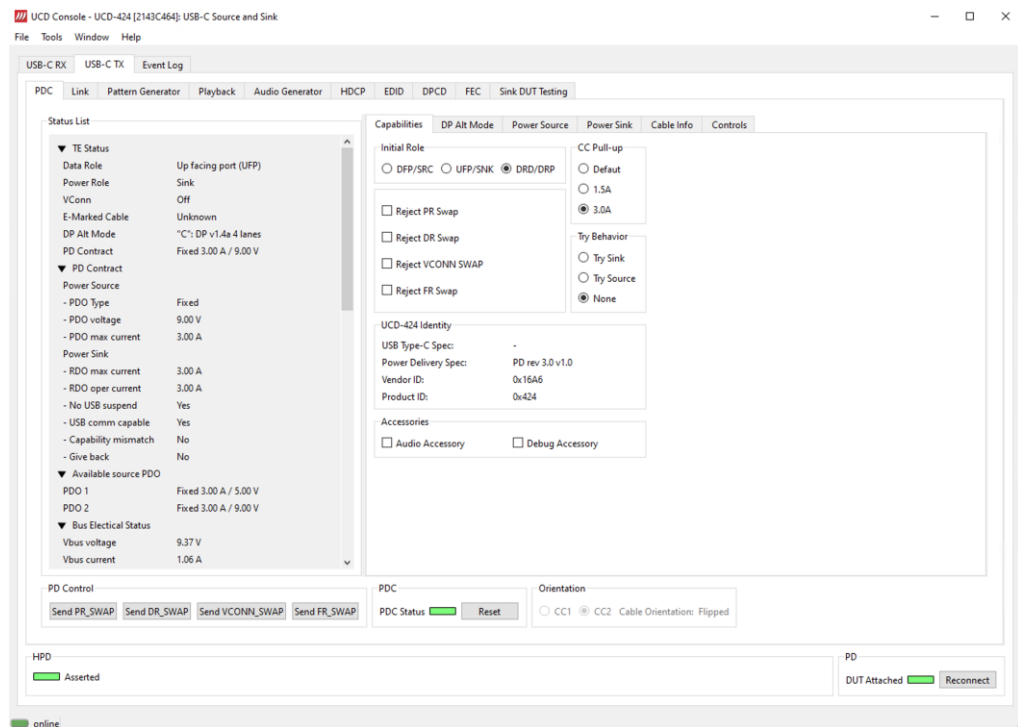 UCD Console - UCD-424 [2143C464]: USB-C Source and Sink
File Tools Window Help
USB-C RX USB-C TX Event Log
PDC Link Pattern Generator Playback Audio Generator HDCP EDID DPCD FEC Sink DUT Testing
Status List
TE Status
Data Role Up facing port (UFP)
Power Role Sink
VConn Off
E-Marked Cable Unknown
DP Alt Mode "C": DP v1.4a 4 lanes
PD Contract Fixed 3.00 A / 9.00 V
PD Contract
Power Source
- PDO Type Fixed
- PDO voltage 9.00 V
- PDO max current 3.00 A
Power Sink
- RDO max current 3.00 A
- RDO oper current 3.00 A
- No USB suspend Yes
- USB comm capable Yes
- Capability mismatch No
- Give back No
Available source PDO
PDO 1 Fixed 3.00 A / 5.00 V
PDO 2 Fixed 3.00 A / 9.00 V
Bus Electical Status
Vbus voltage 9.37 V
Vbus current 1.06 A
Capabilities DP Alt Mode Power Source Power Sink Cable Info Controls
Initial Role
DFP/SRC UFP/SNK DRD/DRP
Reject PR Swap
Reject DR Swap
Reject VCONN SWAP
Reject FR Swap
CC Pull-up
Defaut
1.5A
3.0A
Try Behavior
Try Sink
Try Source
None
UCD-424 Identity
USB Type-C Spec: -
Power Delivery Spec: PD rev 3.0 v1.0
Vendor ID: 0x16A6
Product ID: 0x424
Accessories
Audio Accessory Debug Accessory
PD Control
Send PR_SWAP Send DR_SWAP Send VCONN_SWAP Send FR_SWAP
PDC
PDC Status Reset
Orientation
CC1 CC2 Cable Orientation: Flipped
HPD
Asserted
PD
DUT Attached Reconnect
online